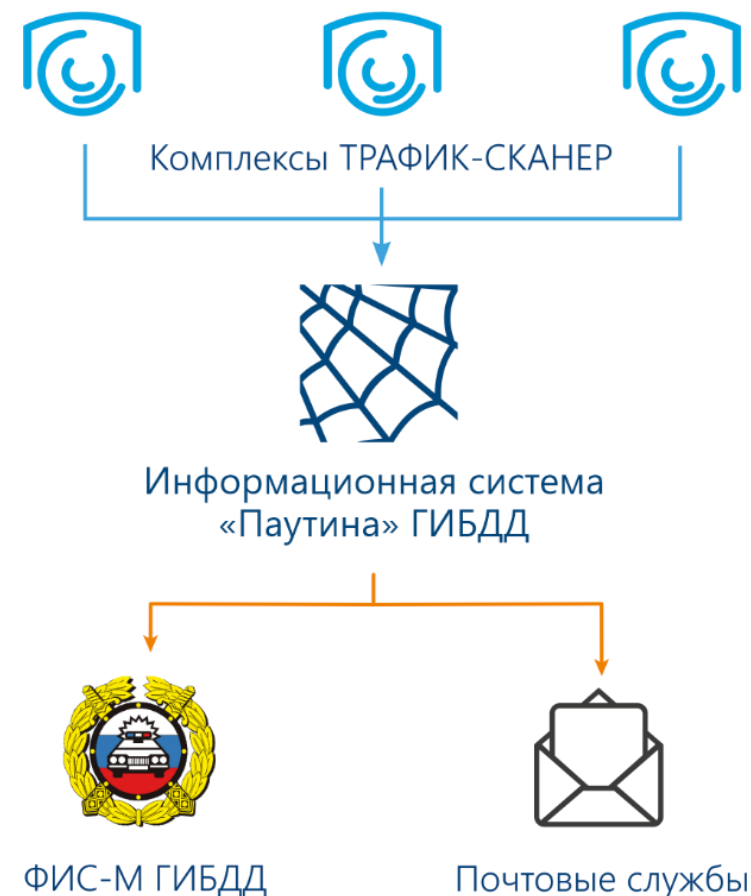 Комплексы ТРАФИК-СКАНЕР
Информационная система
«Паутина» ГИБДД
ФИС-М ГИБДД
Почтовые службы